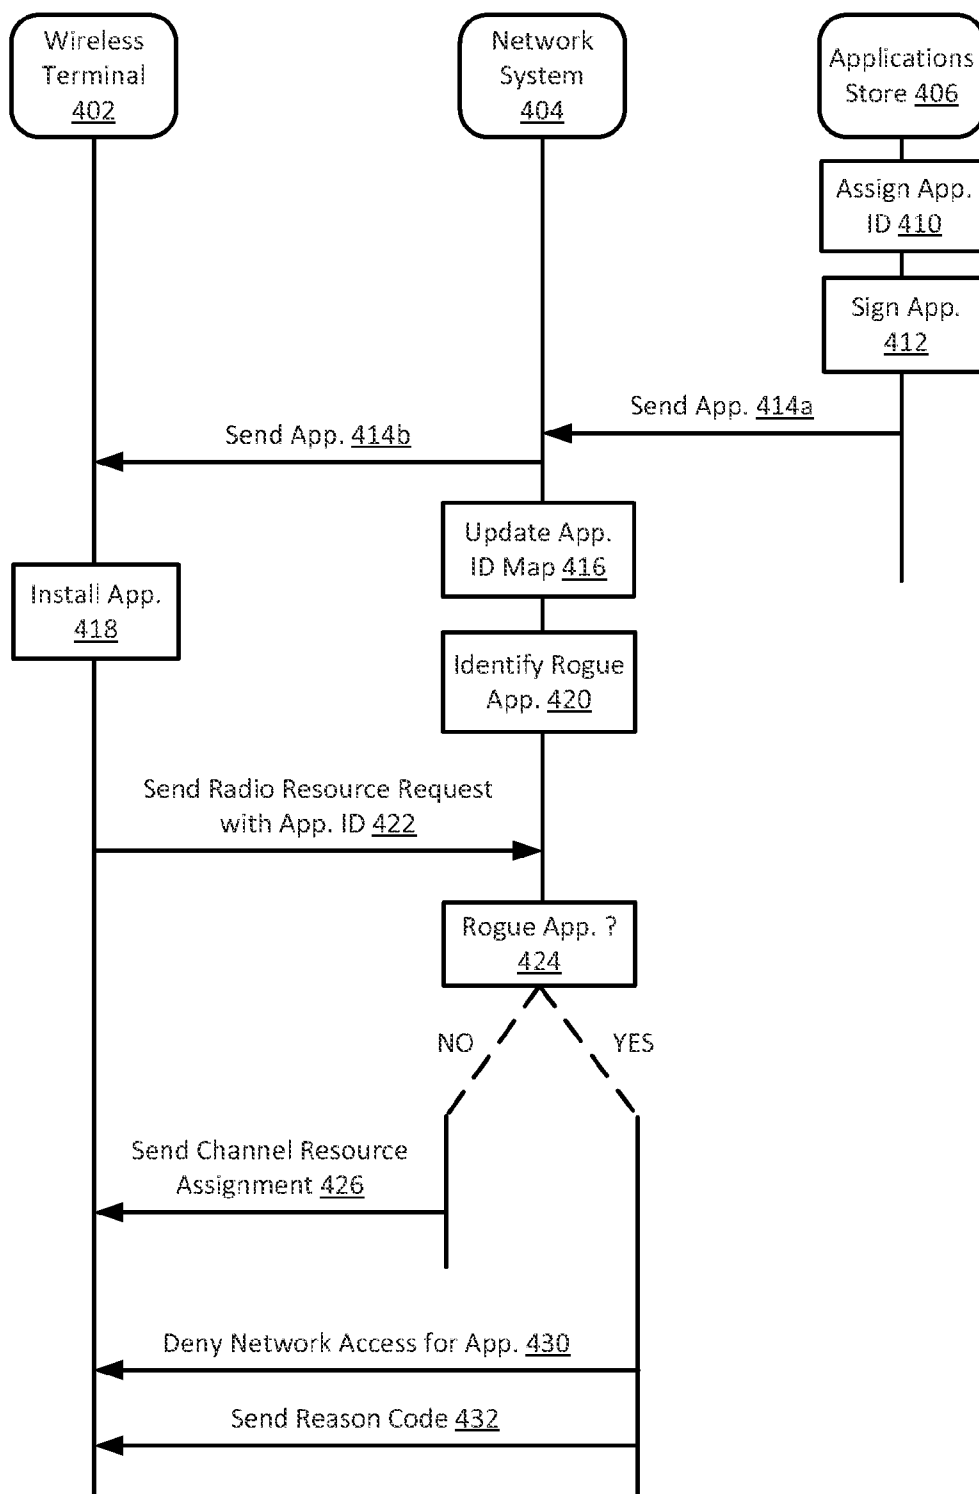 Wireless
Terminal
402
Network
System
404
Applications
Store 406
Assign App.
ID 410
Sign App.
412
Send App. 414a
Send App. 414b
Update App.
ID Map 416
Install App.
418
Identify Rogue
App. 420
Send Radio Resource Request
with App. ID 422
Rogue App. ?
424
NO
YES
Send Channel Resource
Assignment 426
Deny Network Access for App. 430
Send Reason Code 432